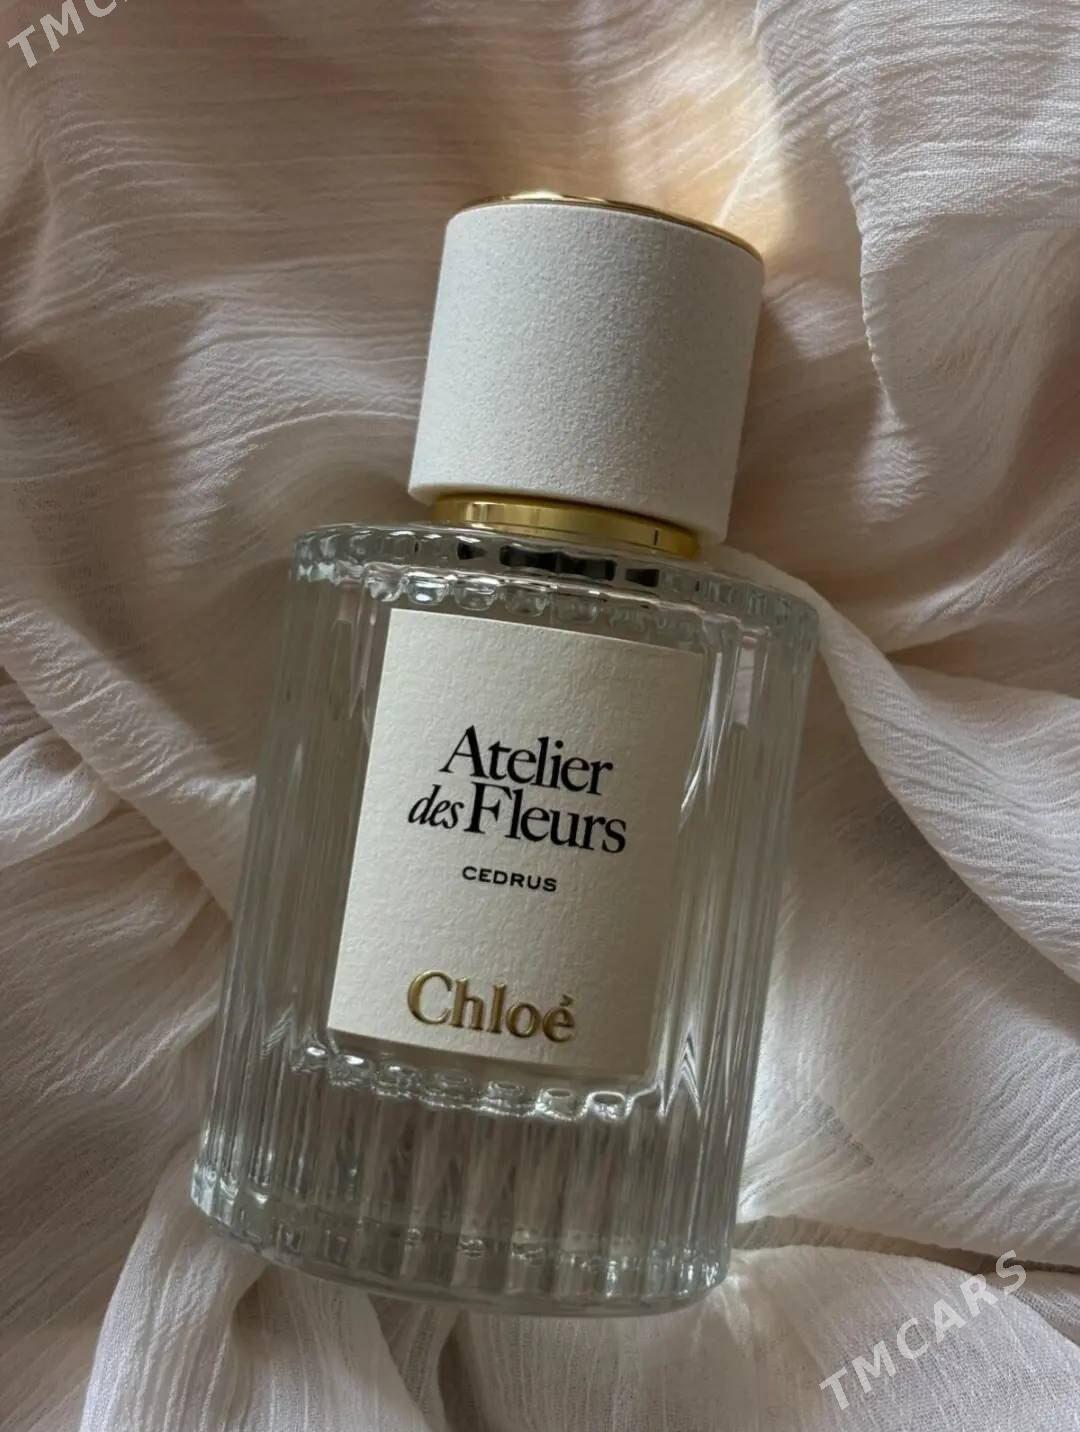 Atelier
des Fleurs
CEDRUS
Chloé
TMCARS